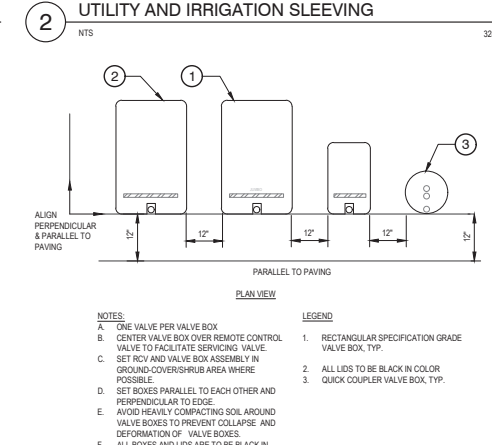 2
UTILITY AND IRRIGATION SLEEVING
NTS
32
2
1
3
ALIGN
PERPENDICULAR
& PARALLEL TO
PAVING
12"
12"
12"
12"
12"
PARALLEL TO PAVING
PLAN VIEW
NOTES:
A. ONE VALVE PER VALVE BOX
B. CENTER VALVE BOX OVER REMOTE CONTROL
VALVE TO FACILITATE SERVICING VALVE.
C. SET RCV AND VALVE BOX ASSEMBLY IN
GROUND-COVER/SHRUB AREA WHERE
POSSIBLE.
D. SET BOXES PARALLEL TO EACH OTHER AND
PERPENDICULAR TO EDGE.
E. AVOID HEAVILY COMPACTING SOIL AROUND
VALVE BOXES TO PREVENT COLLAPSE AND
DEFORMATION OF VALVE BOXES.
F. ALL BOXES AND LIDS ARE TO BE BLACK IN
LEGEND
1. RECTANGULAR SPECIFICATION GRADE
VALVE BOX, TYP.
2. ALL LIDS TO BE BLACK IN COLOR
3. QUICK COUPLER VALVE BOX, TYP.